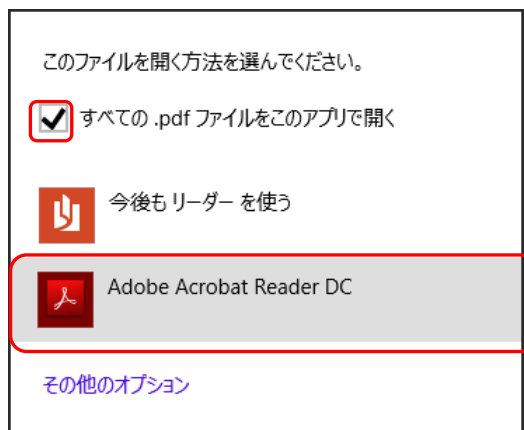 このファイルを開く方法を選んでください。
すべての .pdf ファイルをこのアプリで開く
今後も リーダー を使う
Adobe Acrobat Reader DC
その他のオプション